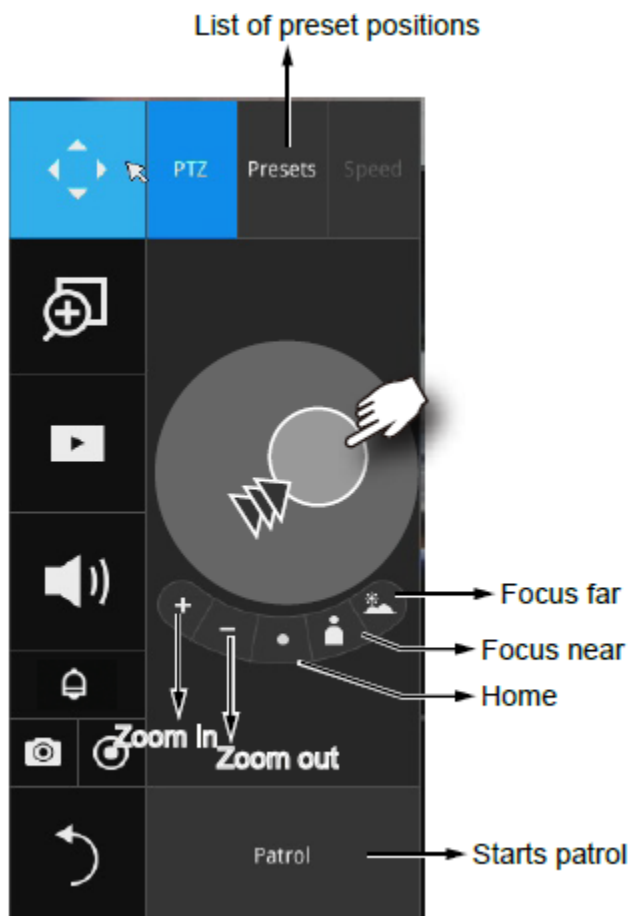 List of preset positions
PTZ
Presets
Speed
Focus far
Focus near
Home
Zoom in
Zoom out
Patrol
Starts patrol